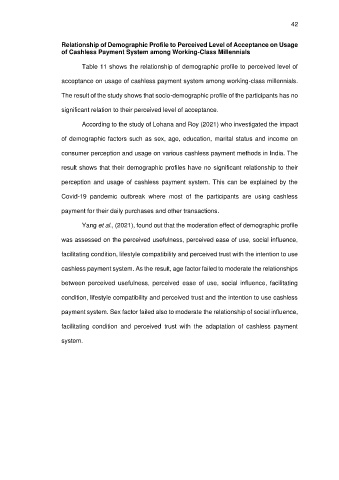 42
Relationship of Demographic Profile to Perceived Level of Acceptance on Usage
of Cashless Payment System among Working-Class Millennials
Table 11 shows the relationship of demographic profile to perceived level of
acceptance on usage of cashless payment system among working-class millennials.
The result of the study shows that socio-demographic profile of the participants has no
significant relation to their perceived level of acceptance.
According to the study of Lohana and Roy (2021) who investigated the impact
of demographic factors such as sex, age, education, marital status and income on
consumer perception and usage on various cashless payment methods in India. The
result shows that their demographic profiles have no significant relationship to their
perception and usage of cashless payment system. This can be explained by the
Covid-19 pandemic outbreak where most of the participants are using cashless
payment for their daily purchases and other transactions.
Yang et al., (2021), found out that the moderation effect of demographic profile
was assessed on the perceived usefulness, perceived ease of use, social influence,
facilitating condition, lifestyle compatibility and perceived trust with the intention to use
cashless payment system. As the result, age factor failed to moderate the relationships
between perceived usefulness, perceived ease of use, social influence, facilitating
condition, lifestyle compatibility and perceived trust and the intention to use cashless
payment system. Sex factor failed also to moderate the relationship of social influence,
facilitating condition and perceived trust with the adaptation of cashless payment
system.